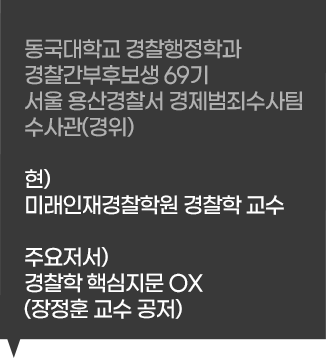 동국대학교 경찰행정학과
경찰간부후보생 69기
서울 용산경찰서 경제범죄수사팀
수사관(경위)
현)
미래인재경찰학원 경찰학 교수
주요저서)
경찰학 핵심지문 OX
(장정훈 교수 공저)